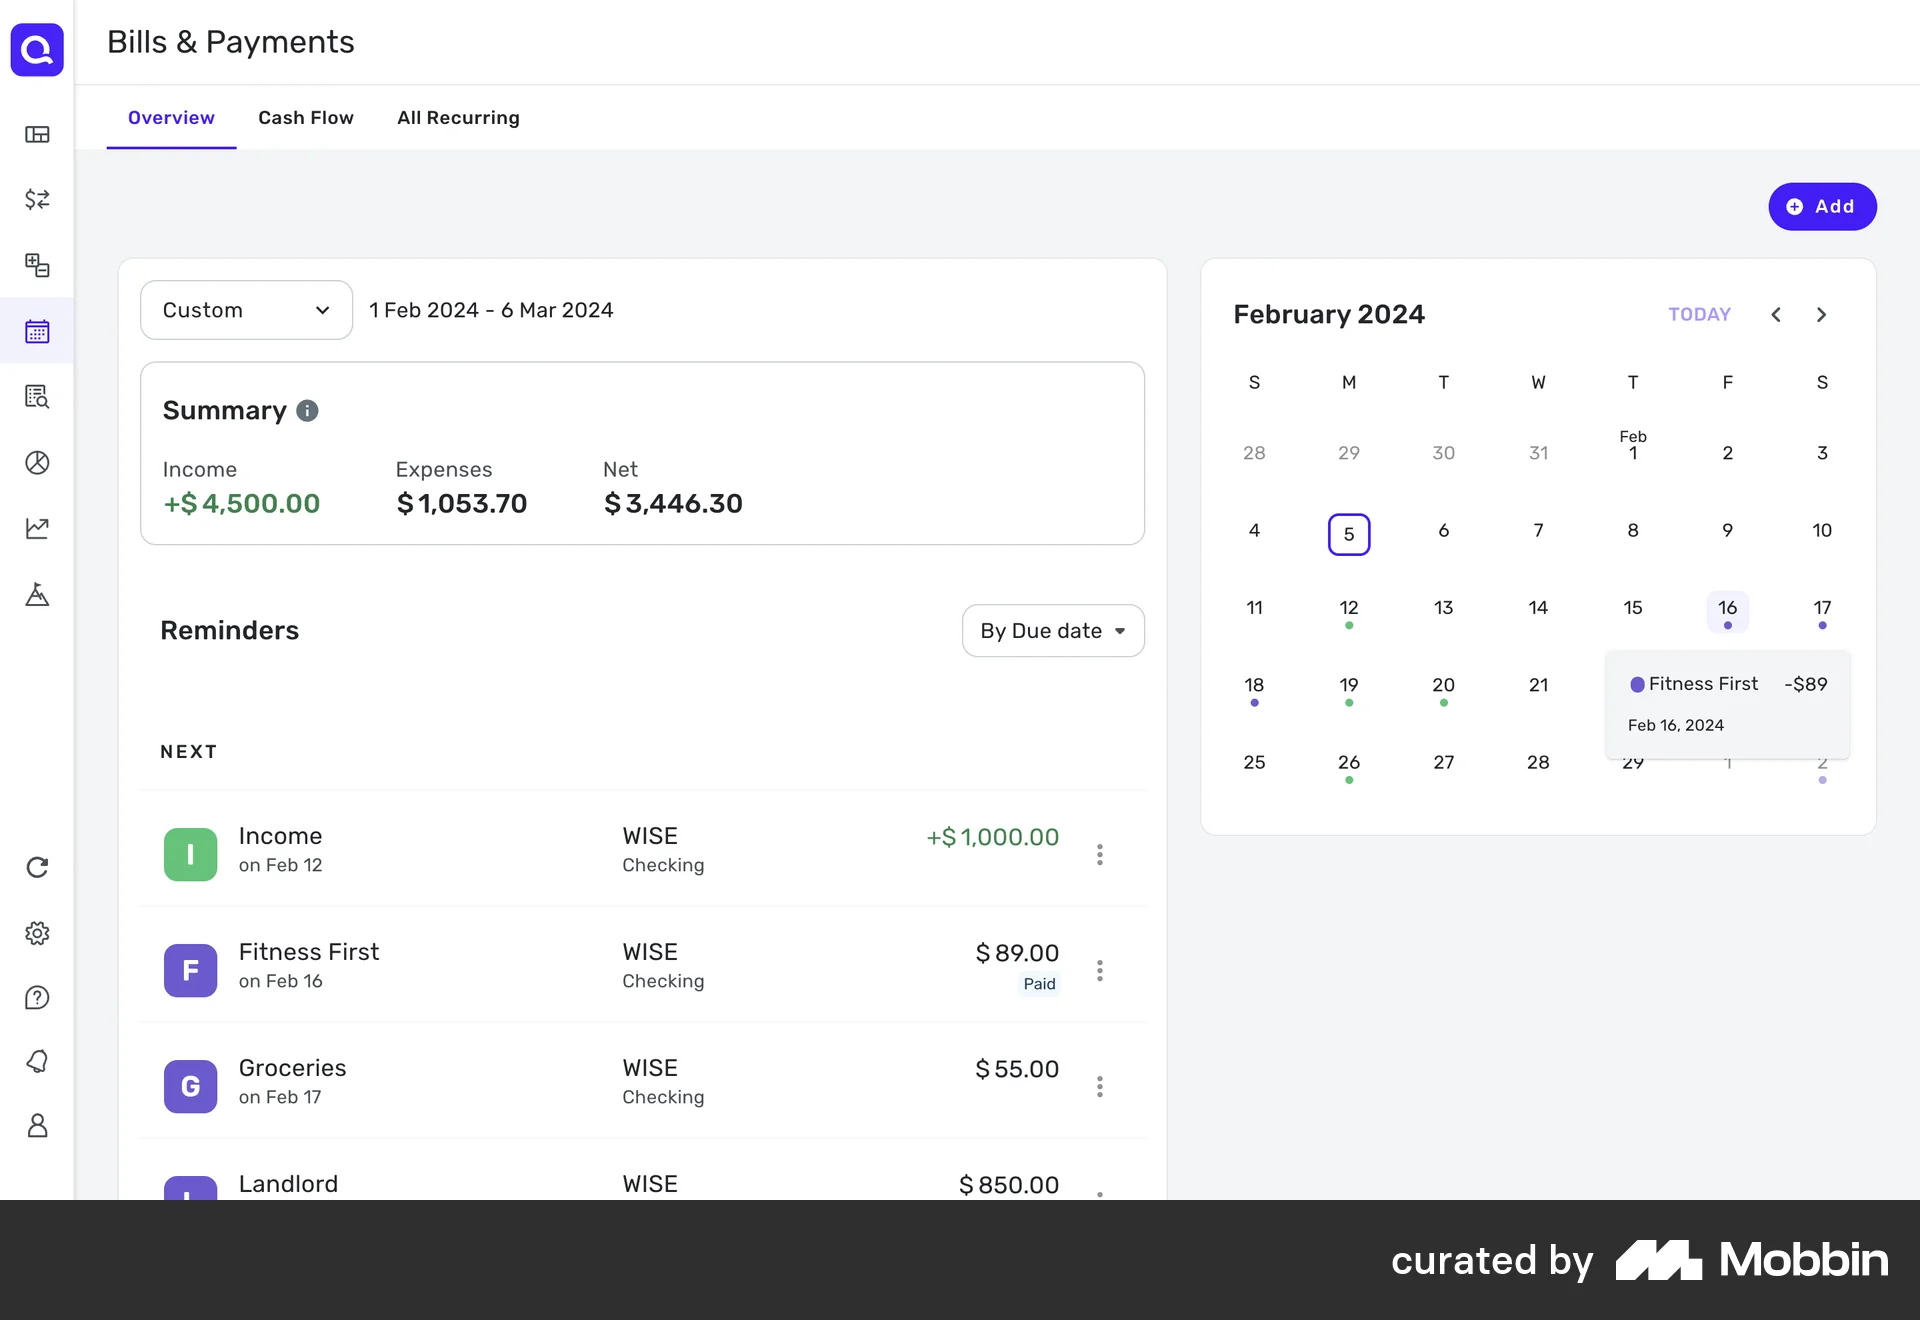 Bills & Payments
Overview Cash Flow All Recurring
Add
Custom 1 Feb 2024 - 6 Mar 2024
Summary
Income Expenses Net
+$4,500.00 $1,053.70 $3,446.30
Reminders By Due date
NEXT
I Income WISE +$1,000.00
on Feb 12 Checking
F Fitness First WISE $89.00
on Feb 16 Checking Paid
G Groceries WISE $55.00
on Feb 17 Checking
Landlord WISE $850.00
February 2024 TODAY
S M T W T F S
28 29 30 31 Feb 1 2 3
4 5 6 7 8 9 10
11 12 13 14 15 16 17
18 19 20 21
Fitness First -$89
Feb 16, 2024
25 26 27 28 29 1 2
curated by Mobbin